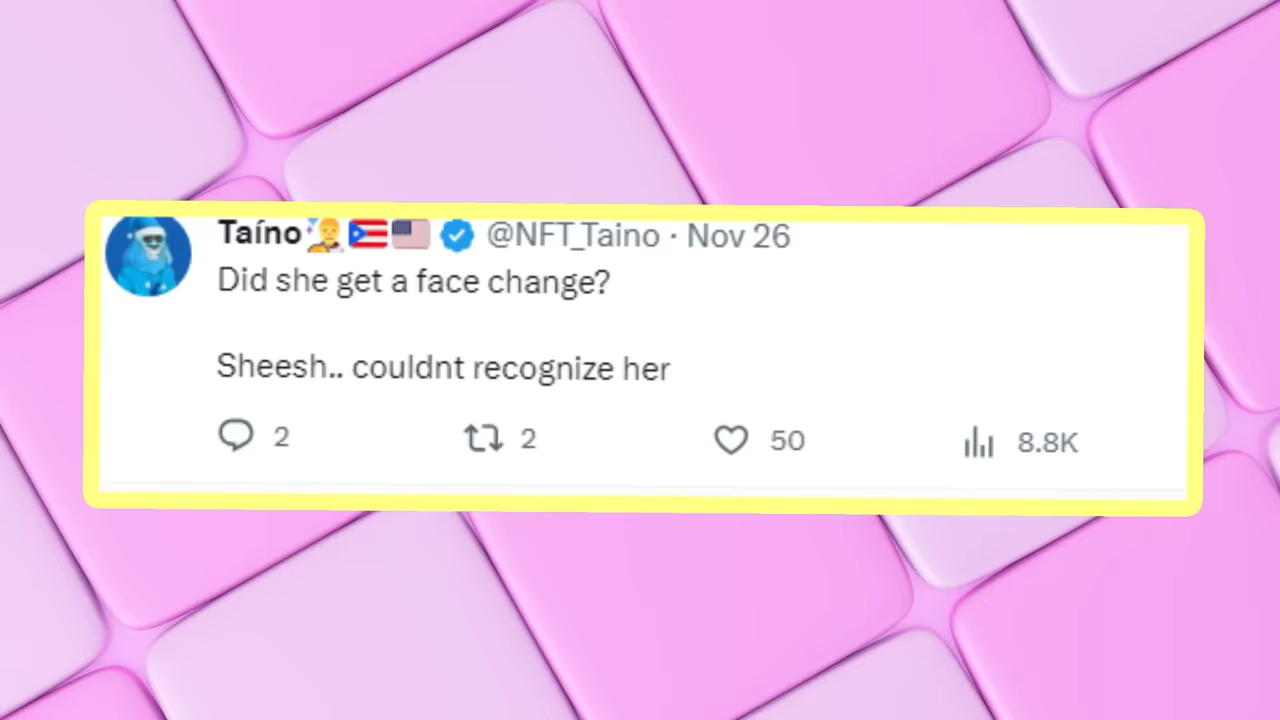 Taíno @NFT_Taino · Nov 26
Did she get a face change?
Sheesh.. couldnt recognize her
2 2 50 8.8K